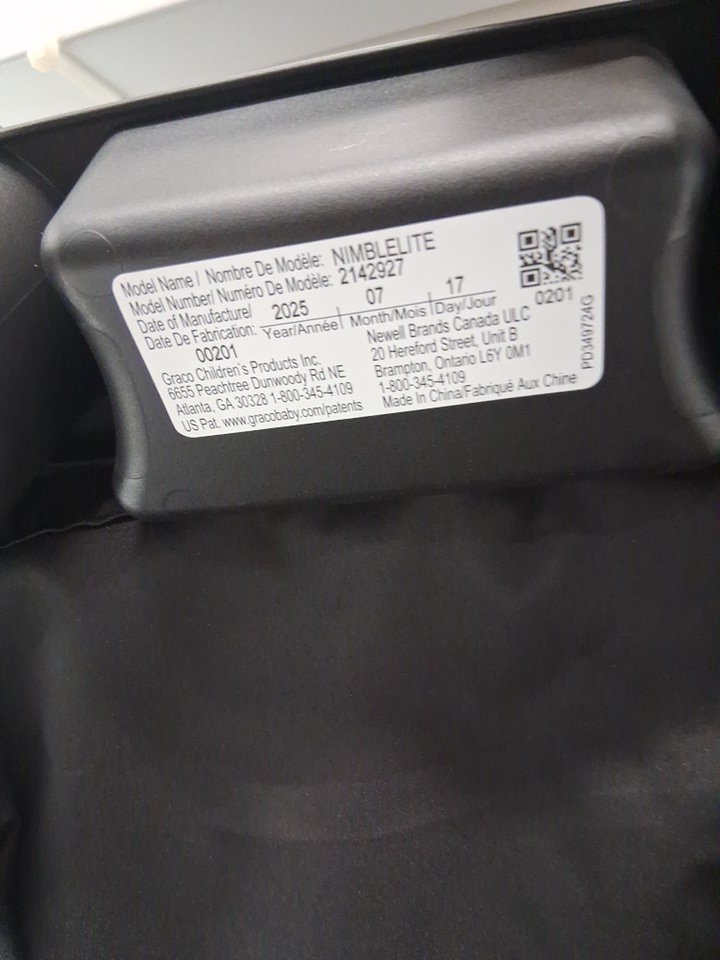 Model Name / Nombre De Modèle: NIMBLELITE
Model Number/ Numéro De Modèle: 2142927
Date of Manufacture/ 2025 07 17
Date De Fabrication: Year/Année Month/Mois Day/Jour
00201
0201
Graco Children's Products Inc.
6655 Peachtree Dunwoody Rd NE
Atlanta, GA 30328 1-800-345-4109
US Pat. www.gracobaby.com/patents
Newell Brands Canada ULC
20 Hereford Street, Unit B
Brampton, Ontario L6Y 0M1
1-800-345-4109
Made In China/Fabriqué Aux Chine
PD349724G